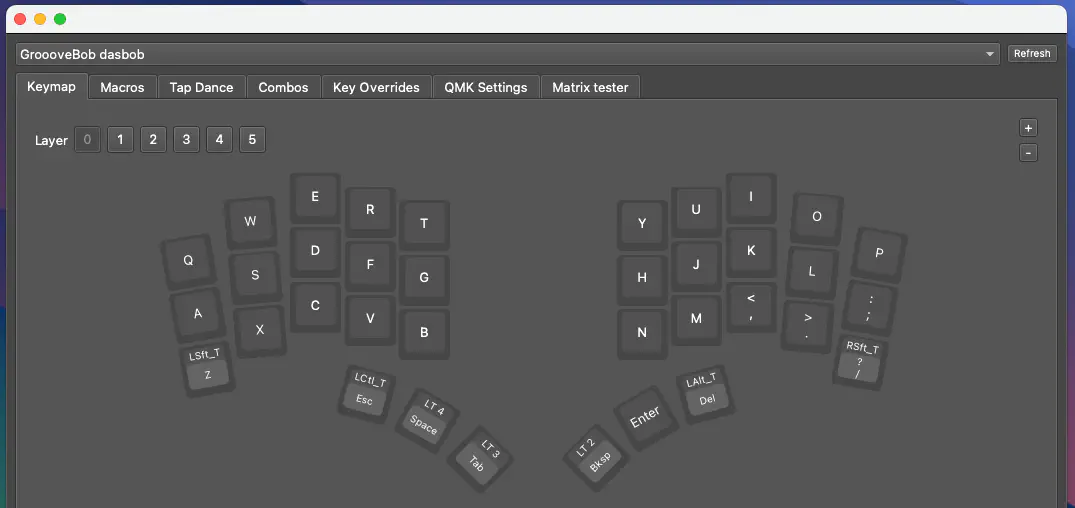 GroooveBob dasbob
Refresh
Keymap Macros Tap Dance Combos Key Overrides QMK Settings Matrix tester
Layer 0 1 2 3 4 5
+
-
Q W E R T Y U I O P
A S D F G H J K L :
;
LSft_T
Z
X C V B N M <
,
>
.
RSft_T
?
/
LCtl_T
Esc
LT 4
Space
LT 3
Tab
LT 2
Bksp
Enter
LAlt_T
Del